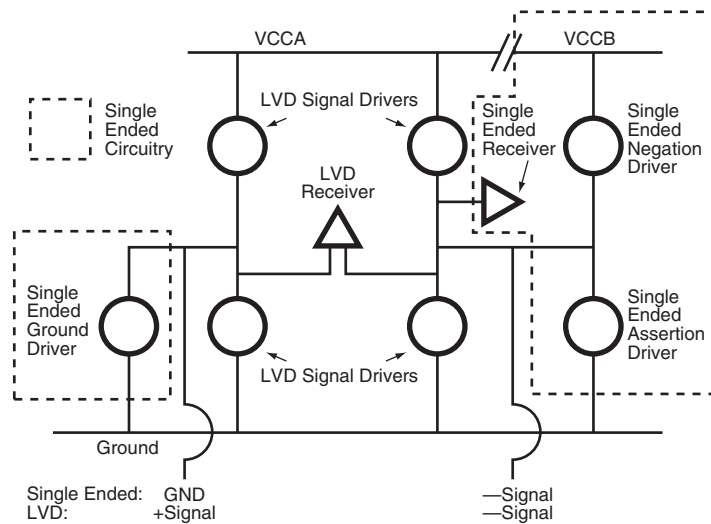 VCCA
VCCB
LVD Signal Drivers
Single
Ended
Circuitry
Single
Ended
Receiver
Single
Ended
Negation
Driver
LVD
Receiver
Single
Ended
Ground
Driver
Single
Ended
Assertion
Driver
LVD Signal Drivers
Ground
Single Ended: GND —Signal
LVD: +Signal —Signal